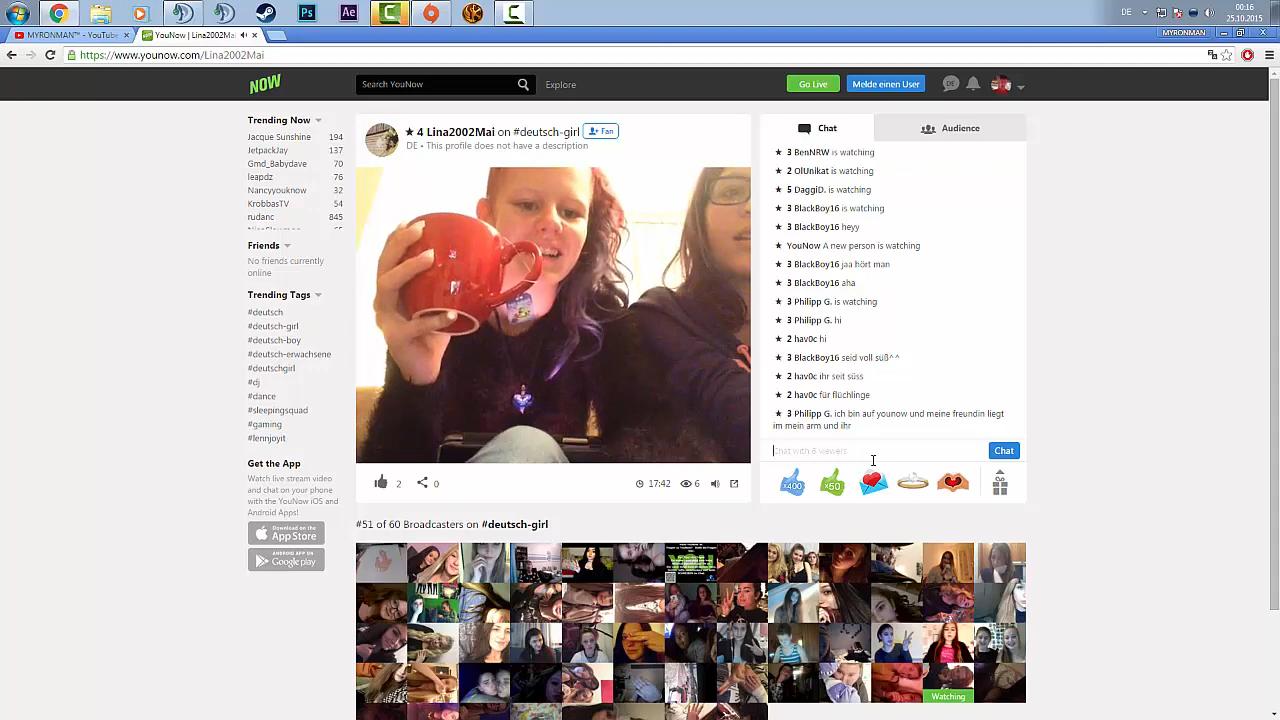 DE
00:16
25.10.2015
MYRONMAN™ - YouTube
YouNow | Lina2002Mai
MYRONMAN
https://www.younow.com/Lina2002Mai
NOW
Search YouNow
Explore
Go Live
Melde einen User
DE
Trending Now
Jacque Sunshine 194
JetpackJay 137
Gmd_Babydave 70
leapdz 76
Nancyyouknow 32
KrobbasTV 54
rudanc 845
Friends
No friends currently
online
Trending Tags
#deutsch
#deutsch-girl
#deutsch-boy
#deutsch-erwachsene
#deutschgirl
#dj
#dance
#sleepingsquad
#gaming
#lennjoyit
Get the App
Watch live stream video
and chat on your phone
with the YouNow iOS and
Android Apps!
Download on the
App Store
ANDROID APP ON
Google play
★ 4 Lina2002Mai on #deutsch-girl
Fan
DE • This profile does not have a description
2
0
17:42
6
#51 of 60 Broadcasters on #deutsch-girl
Watching
Chat
Audience
★ 3 BenNRW is watching
★ 2 OlUnikat is watching
★ 5 DaggiD. is watching
★ 3 BlackBoy16 is watching
★ 3 BlackBoy16 heyy
YouNow A new person is watching
★ 3 BlackBoy16 jaa hört man
★ 3 BlackBoy16 aha
★ 3 Philipp G. is watching
★ 3 Philipp G. hi
★ 2 hav0c hi
★ 3 BlackBoy16 seid voll süß^^
★ 2 hav0c ihr seit süss
★ 2 hav0c für flüchlinge
★ 3 Philipp G. ich bin auf younow und meine freundin liegt
im mein arm und ihr
Chat with 6 viewers
Chat
x400
x50